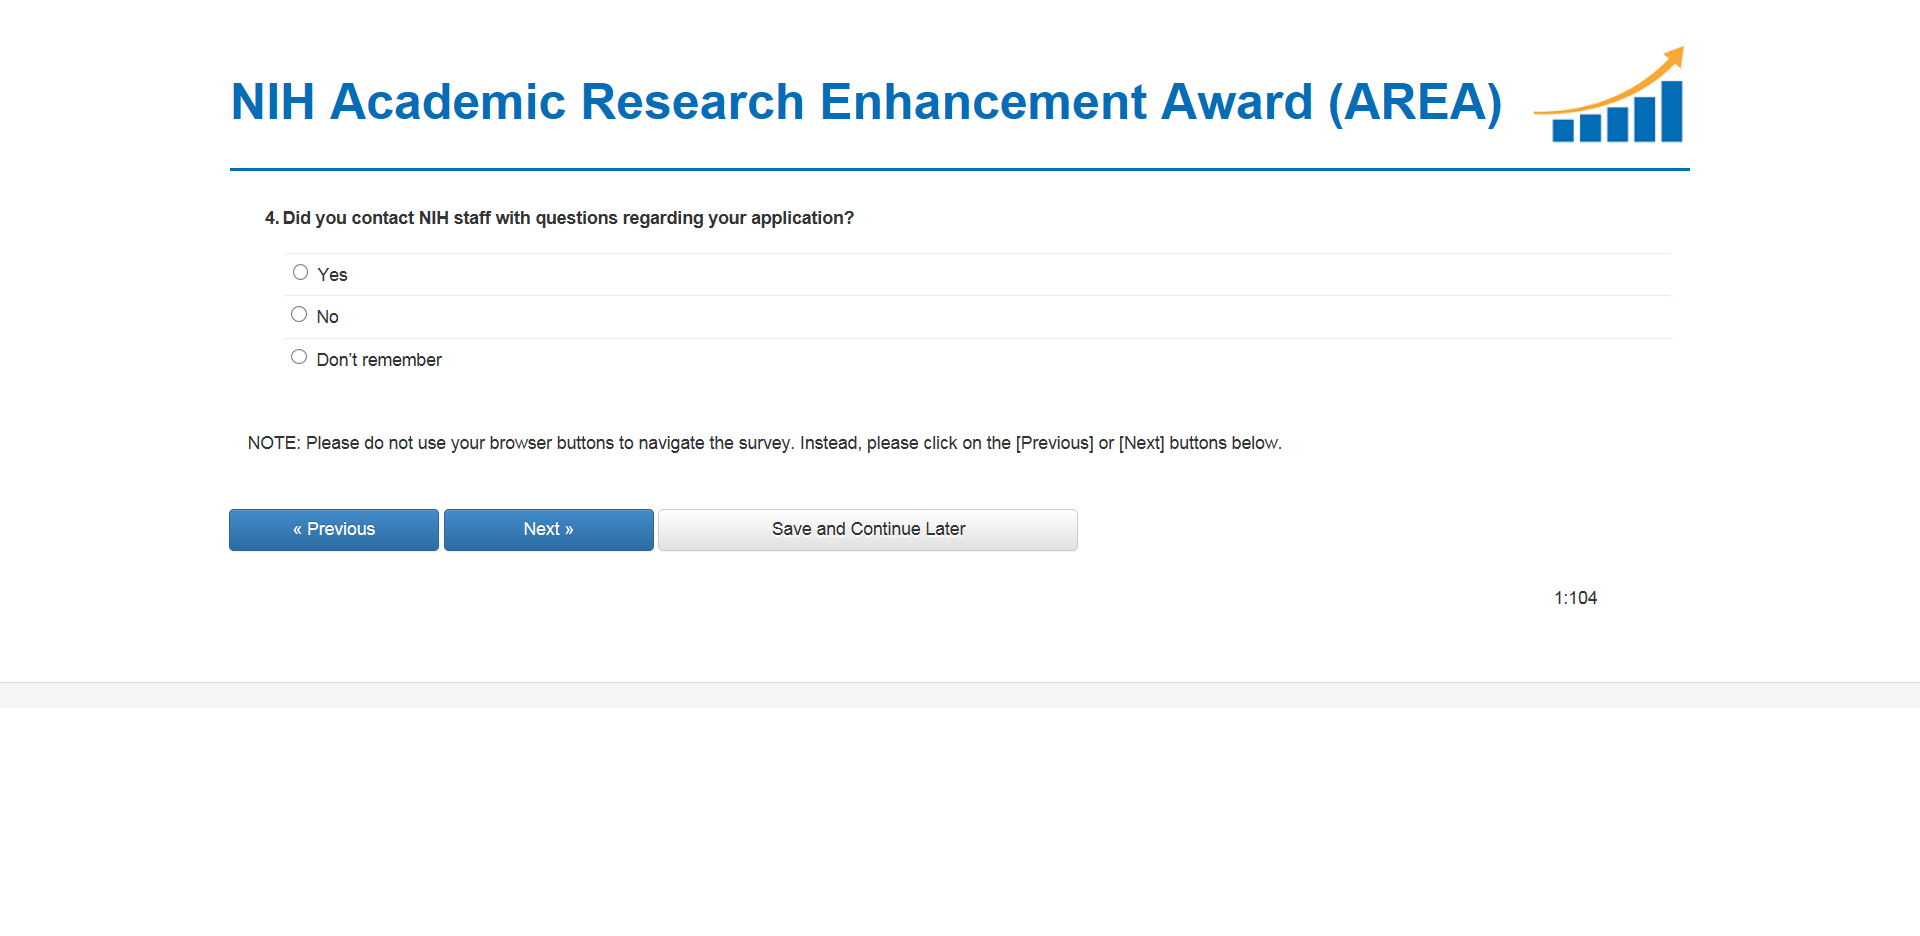 NIH Academic Research Enhancement Award (AREA)
4. Did you contact NIH staff with questions regarding your application?
Yes
No
Don't remember
NOTE: Please do not use your browser buttons to navigate the survey. Instead, please click on the [Previous] or [Next] buttons below.
« Previous Next » Save and Continue Later
1:104